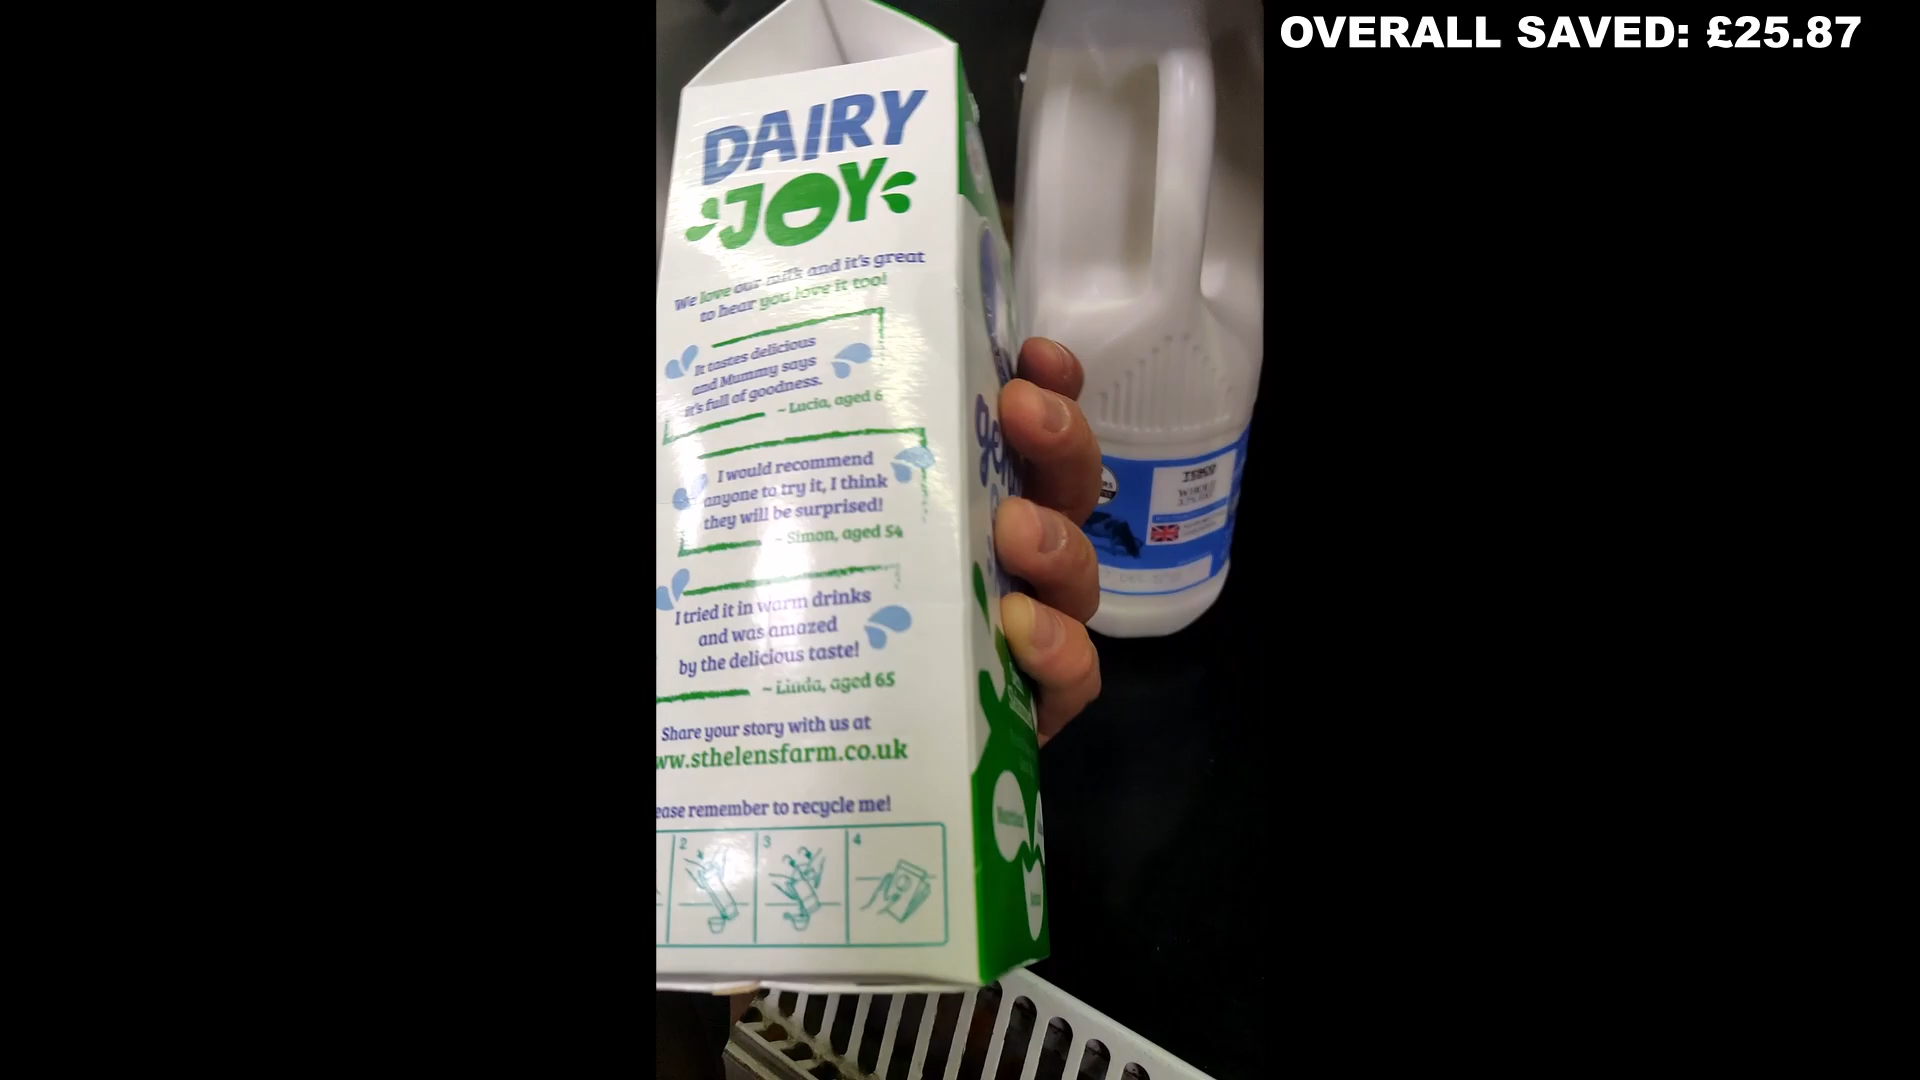 OVERALL SAVED: £25.87
DAIRY
JOY
We love our milk and it's great
to hear you love it too!
It tastes delicious
and Mummy says
it's full of goodness.
~ Lucia, aged 6
I would recommend
anyone to try it, I think
they will be surprised!
~ Simon, aged 54
I tried it in warm drinks
and was amazed
by the delicious taste!
~ Linda, aged 65
Share your story with us at
ww.sthelensfarm.co.uk
ease remember to recycle me!
2
3
4
TESCO
WHOLE